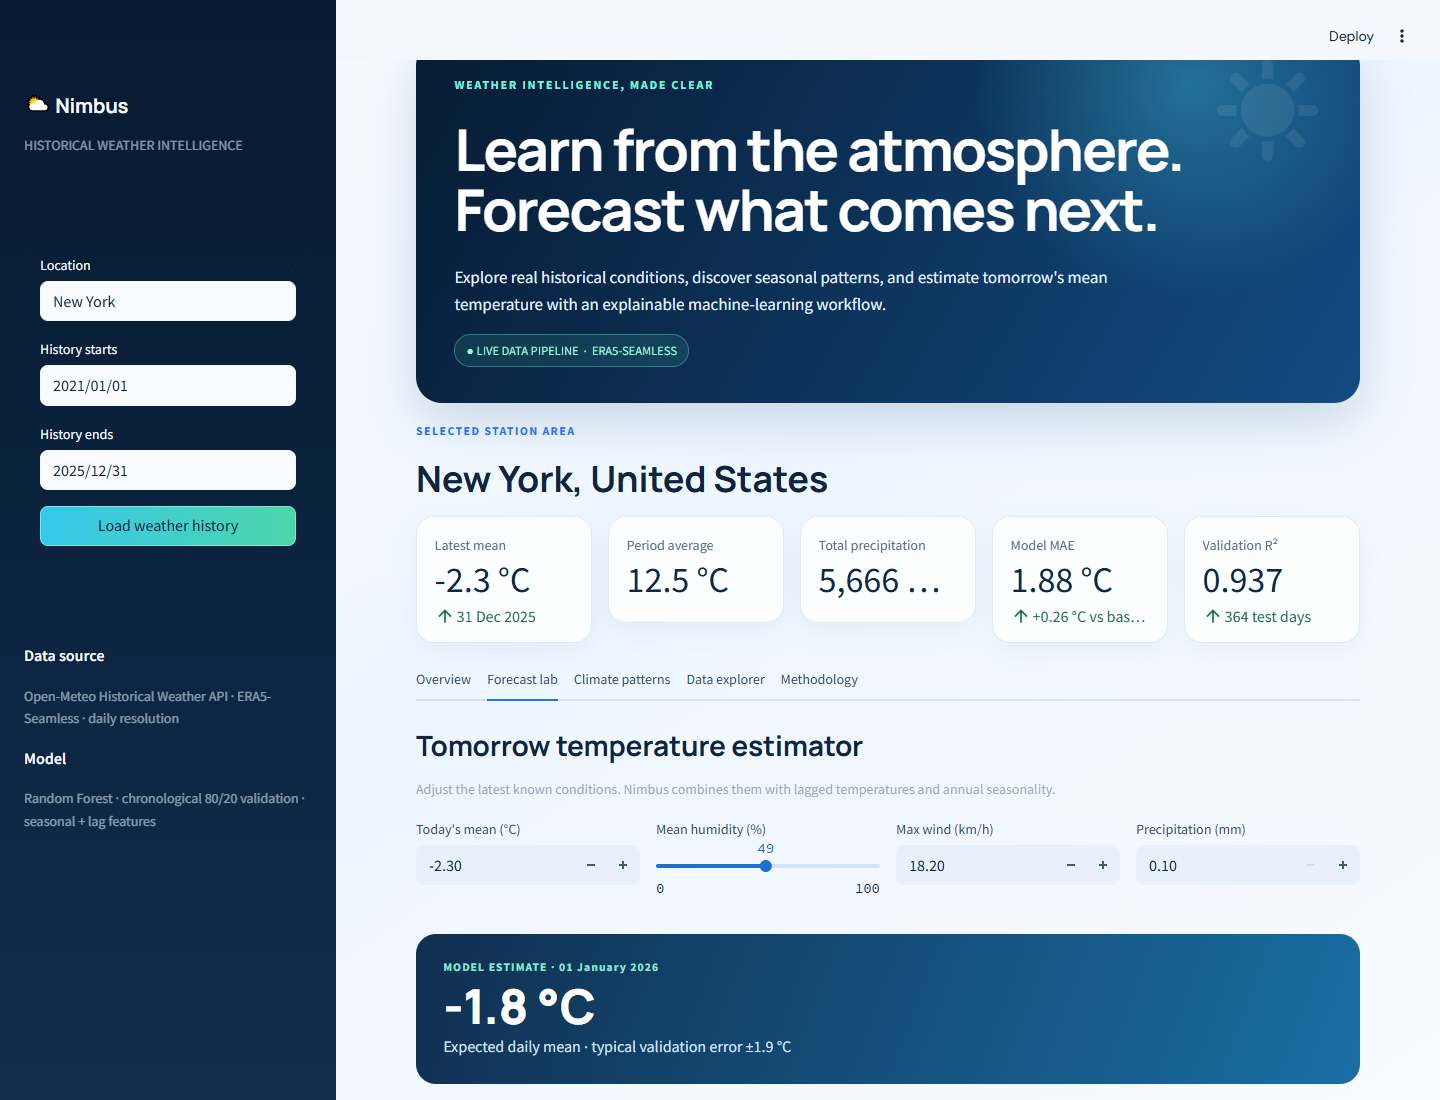 Deploy
Nimbus
HISTORICAL WEATHER INTELLIGENCE
Location
New York
History starts
2021/01/01
History ends
2025/12/31
Load weather history
Data source
Open-Meteo Historical Weather API · ERA5-
Seamless · daily resolution
Model
Random Forest · chronological 80/20 validation ·
seasonal + lag features
WEATHER INTELLIGENCE, MADE CLEAR
Learn from the atmosphere.
Forecast what comes next.
Explore real historical conditions, discover seasonal patterns, and estimate tomorrow's mean
temperature with an explainable machine-learning workflow.
● LIVE DATA PIPELINE · ERA5-SEAMLESS
SELECTED STATION AREA
New York, United States
Latest mean
-2.3 °C
↑ 31 Dec 2025
Period average
12.5 °C
Total precipitation
5,666 …
Model MAE
1.88 °C
↑ +0.26 °C vs bas…
Validation R²
0.937
↑ 364 test days
Overview Forecast lab Climate patterns Data explorer Methodology
Tomorrow temperature estimator
Adjust the latest known conditions. Nimbus combines them with lagged temperatures and annual seasonality.
Today's mean (°C)
-2.30
Mean humidity (%)
49
0 100
Max wind (km/h)
18.20
Precipitation (mm)
0.10
MODEL ESTIMATE · 01 January 2026
-1.8 °C
Expected daily mean · typical validation error ±1.9 °C